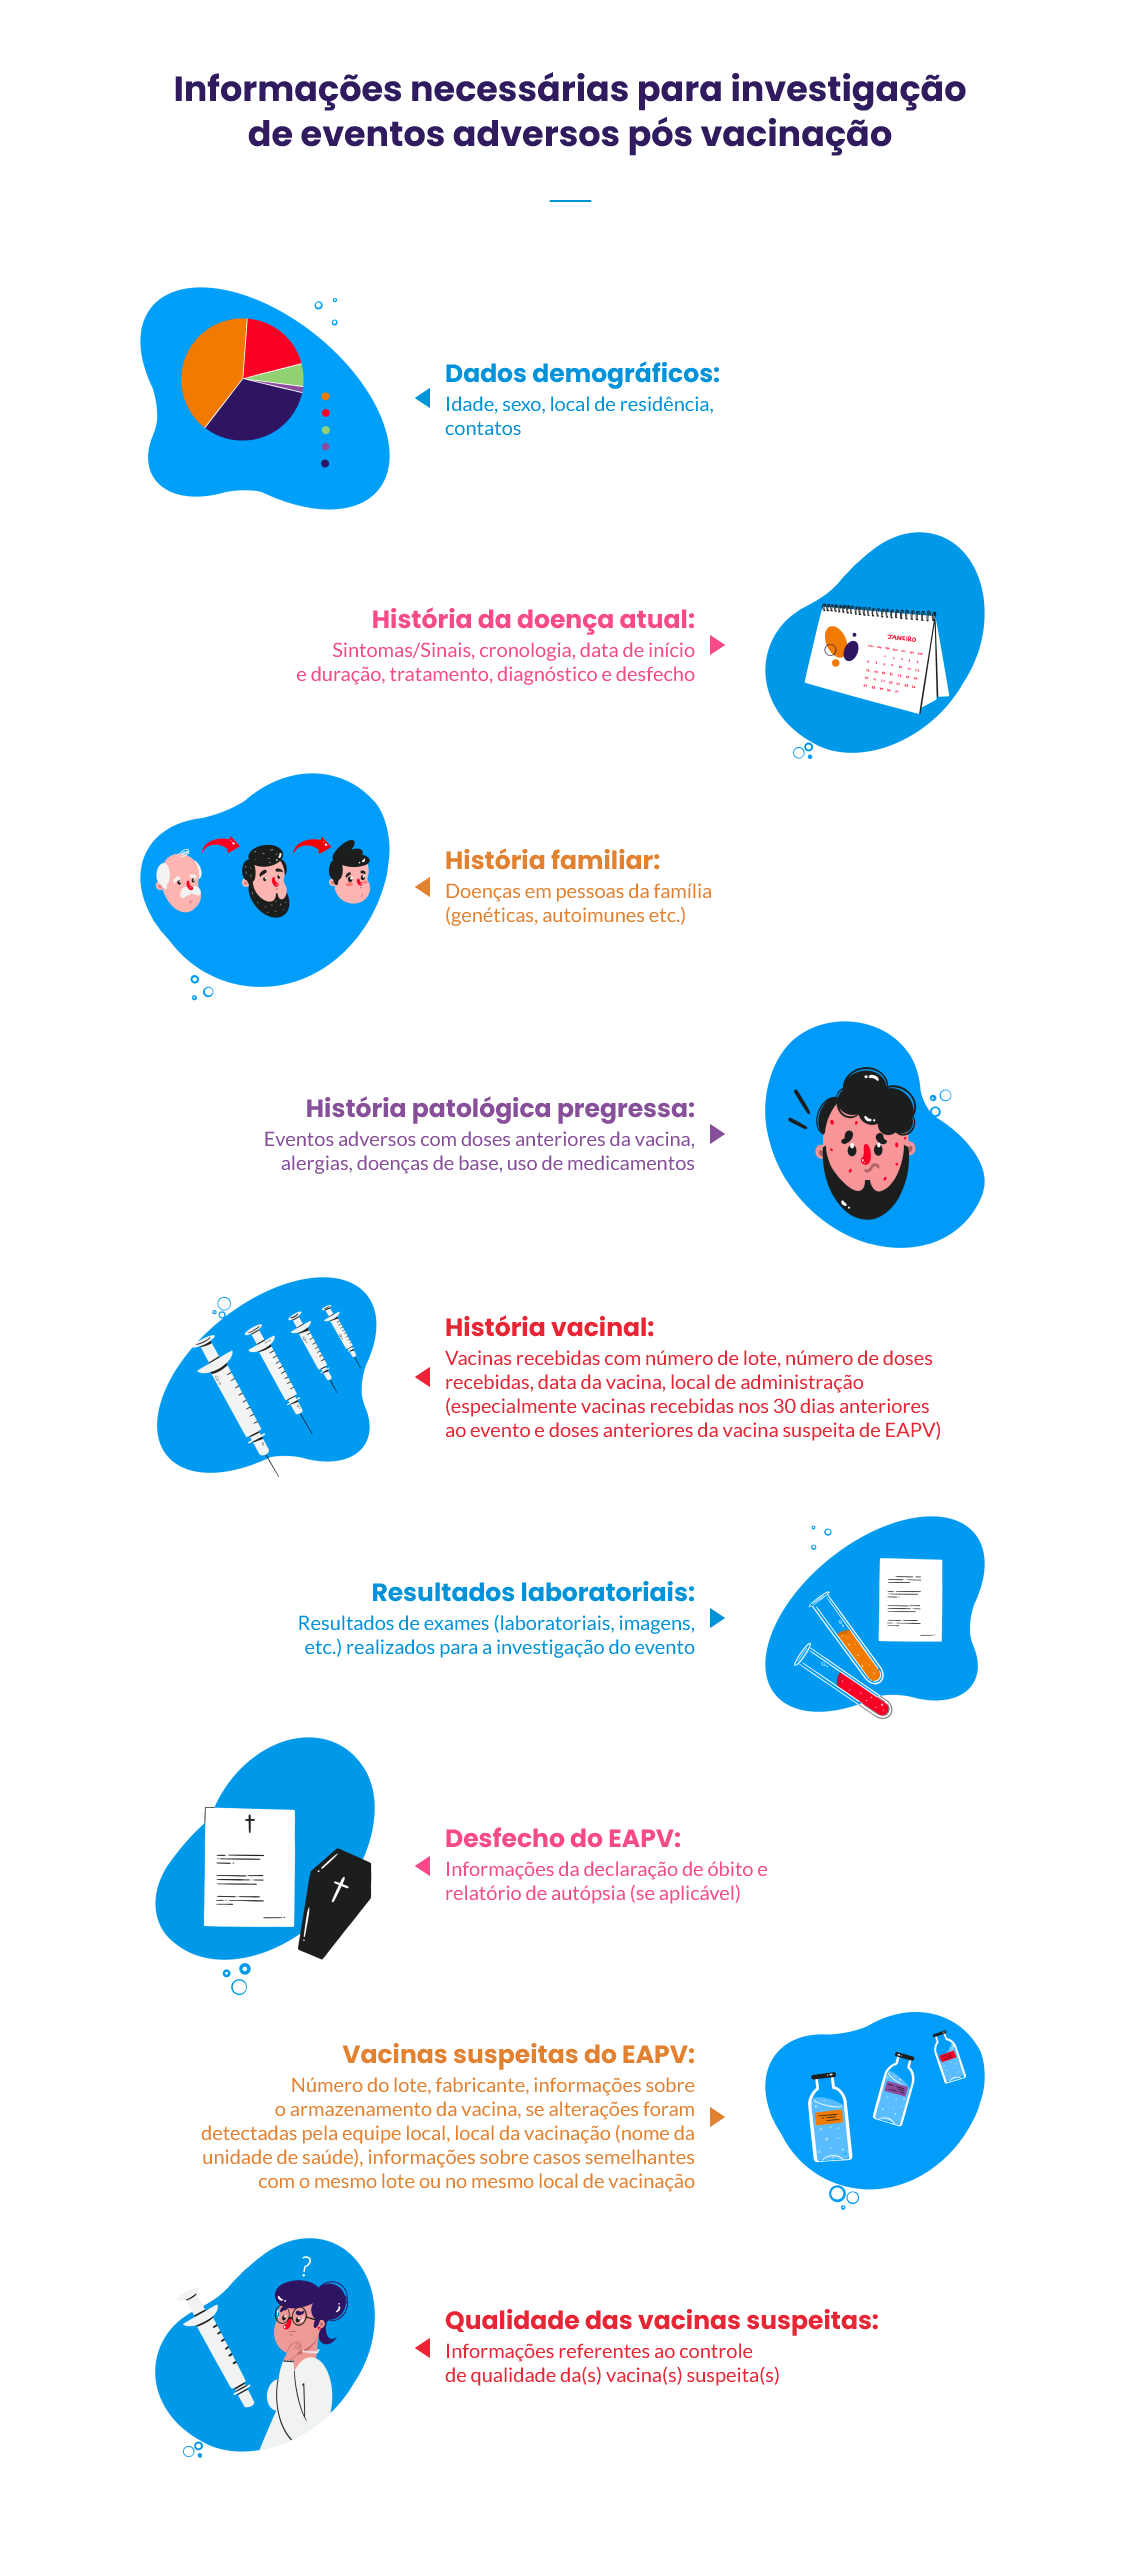 Informações necessárias para investigação
de eventos adversos pós vacinação
Dados demográficos:
Idade, sexo, local de residência,
contatos
História da doença atual:
Sintomas/Sinais, cronologia, data de início
e duração, tratamento, diagnóstico e desfecho
JANEIRO
História familiar:
Doenças em pessoas da família
(genéticas, autoimunes etc.)
História patológica pregressa:
Eventos adversos com doses anteriores da vacina,
alergias, doenças de base, uso de medicamentos
História vacinal:
Vacinas recebidas com número de lote, número de doses
recebidas, data da vacina, local de administração
(especialmente vacinas recebidas nos 30 dias anteriores
ao evento e doses anteriores da vacina suspeita de EAPV)
Resultados laboratoriais:
Resultados de exames (laboratoriais, imagens,
etc.) realizados para a investigação do evento
Desfecho do EAPV:
Informações da declaração de óbito e
relatório de autópsia (se aplicável)
Vacinas suspeitas do EAPV:
Número do lote, fabricante, informações sobre
o armazenamento da vacina, se alterações foram
detectadas pela equipe local, local da vacinação (nome da
unidade de saúde), informações sobre casos semelhantes
com o mesmo lote ou no mesmo local de vacinação
?
Qualidade das vacinas suspeitas:
Informações referentes ao controle
de qualidade da(s) vacina(s) suspeita(s)